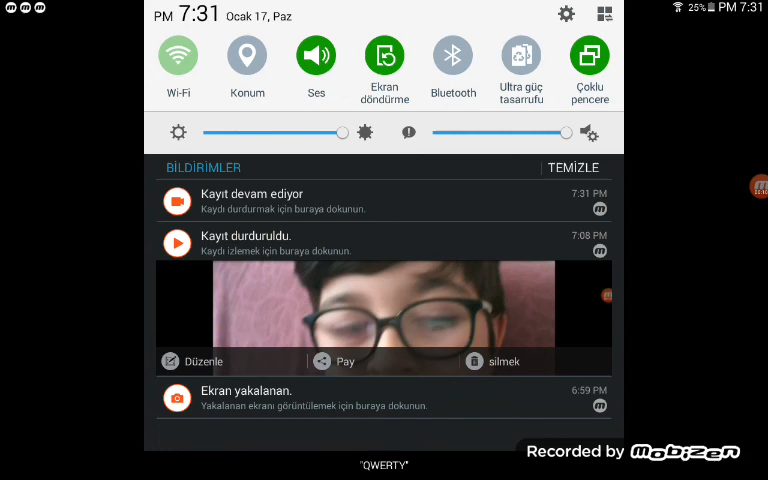 PM 7:31 Ocak 17, Paz
25% PM 7:31
Wi-Fi
Konum
Ses
Ekran
döndürme
Bluetooth
Ultra güç
tasarrufu
Çoklu
pencere
BİLDİRİMLER
TEMİZLE
Kayıt devam ediyor
7:31 PM
Kaydı durdurmak için buraya dokunun.
Kayıt durduruldu.
7:08 PM
Kaydı izlemek için buraya dokunun.
Düzenle
Pay
silmek
Ekran yakalanan.
6:59 PM
Yakalanan ekranı görüntülemek için buraya dokunun.
Recorded by mobizen
"QWERTY"